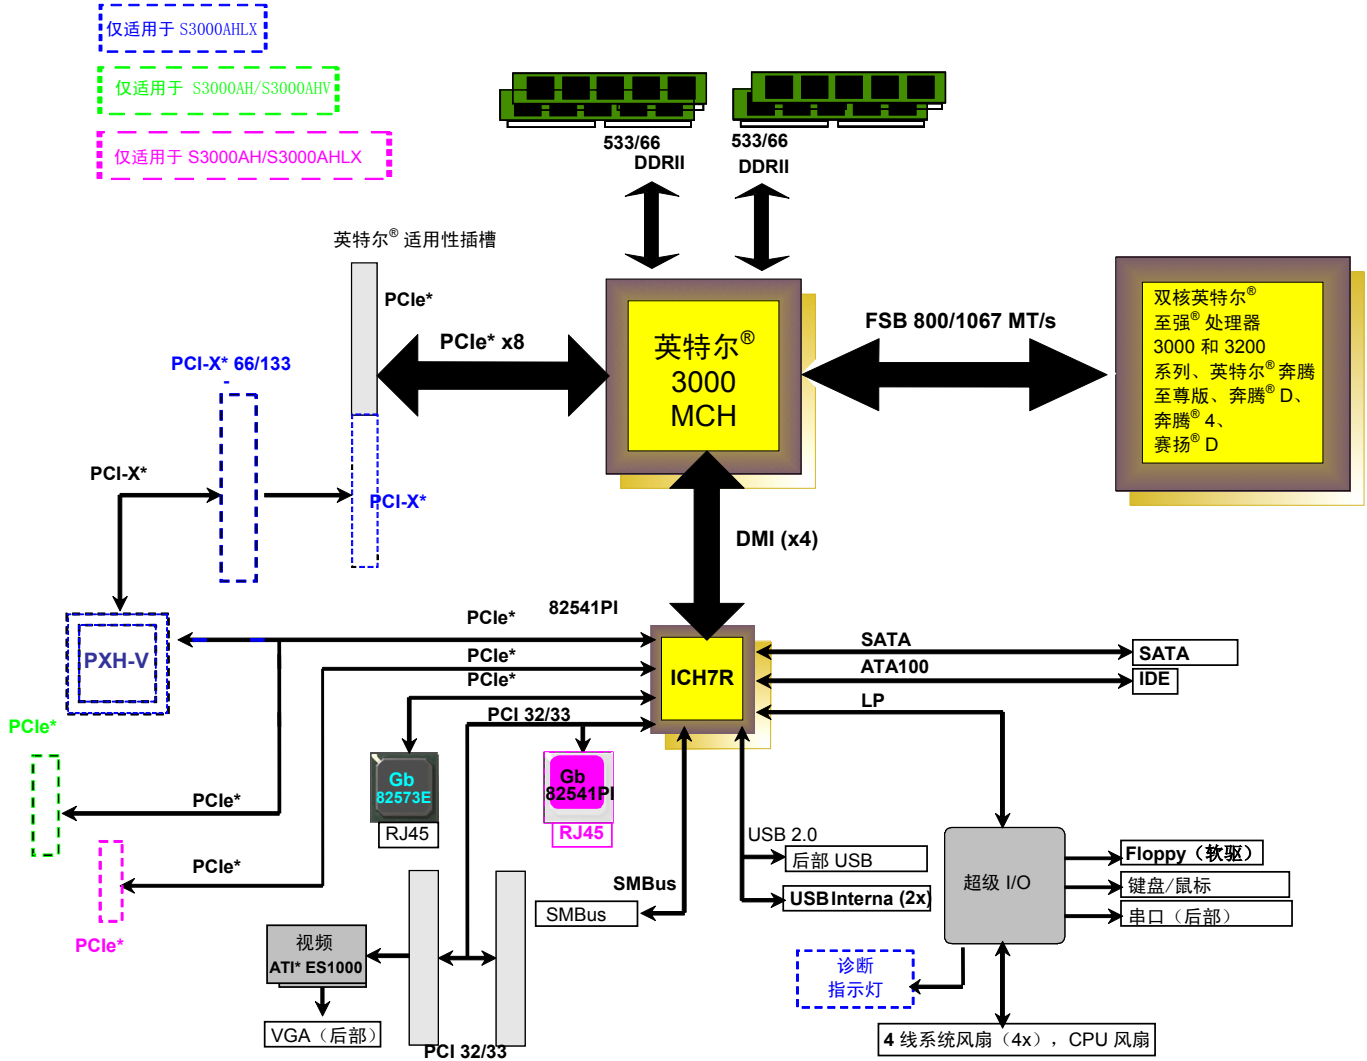 仅适用于 S3000AHLX
仅适用于 S3000AH/S3000AHV
仅适用于 S3000AH/S3000AHLX
533/66
DDRII
533/66
DDRII
英特尔® 适用性插槽
PCIe*
PCIe* x8
英特尔®
3000
MCH
FSB 800/1067 MT/s
双核英特尔®
至强® 处理器
3000 和 3200
系列、英特尔® 奔腾
至尊版、奔腾® D、
奔腾® 4、
赛扬® D
PCI-X* 66/133
-
PCI-X*
PCI-X*
DMI (x4)
82541PI
PCIe*
PCIe*
PCIe*
PCI 32/33
PXH-V
ICH7R
SATA
SATA
ATA100
IDE
LP
PCIe*
PCIe*
PCIe*
PCIe*
Gb
82573E
RJ45
Gb
82541PI
RJ45
USB 2.0
后部 USB
USB Interna (2x)
SMBus
SMBus
超级 I/O
Floppy（软驱）
键盘/鼠标
串口（后部）
视频
ATI* ES1000
VGA（后部）
PCI 32/33
诊断
指示灯
4 线系统风扇（4x），CPU 风扇